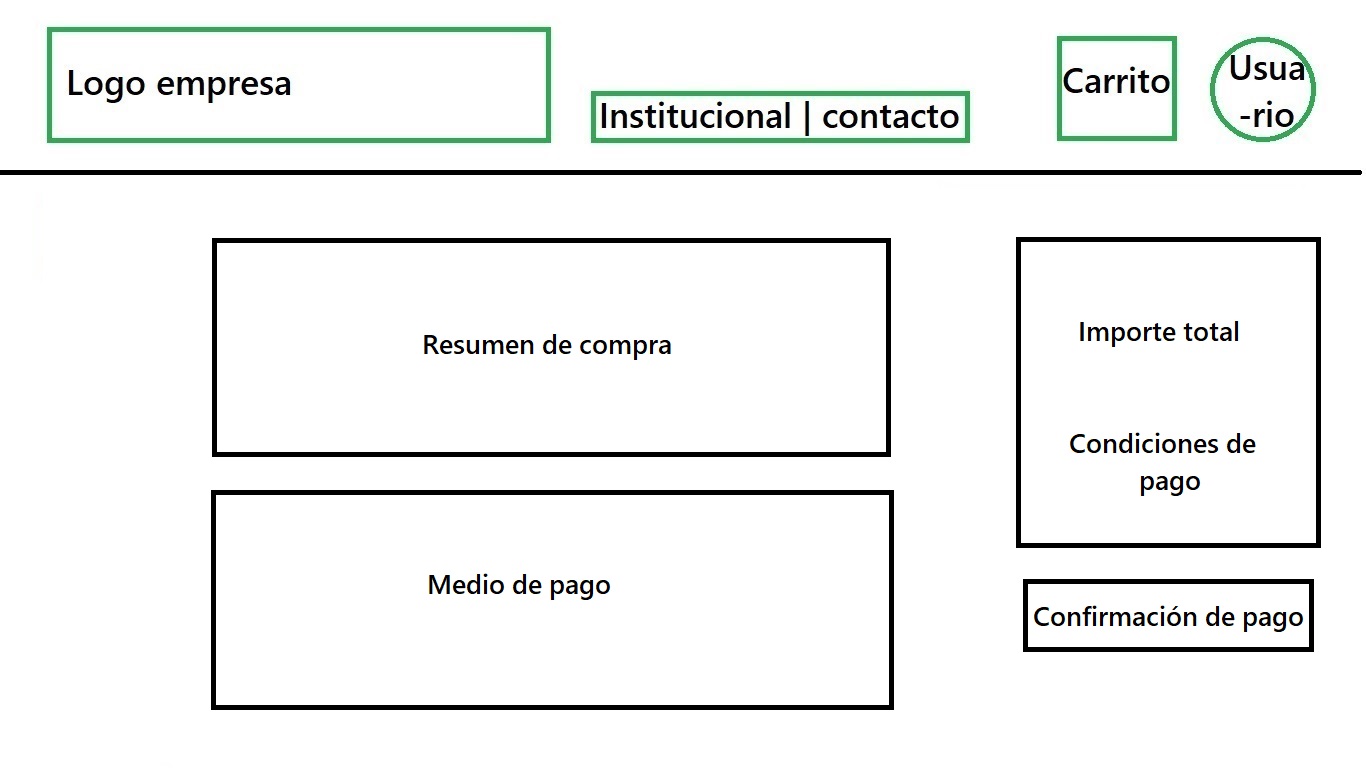 Logo empresa
Institucional | contacto
Carrito
Usua
-rio
Resumen de compra
Importe total
Condiciones de
pago
Medio de pago
Confirmación de pago